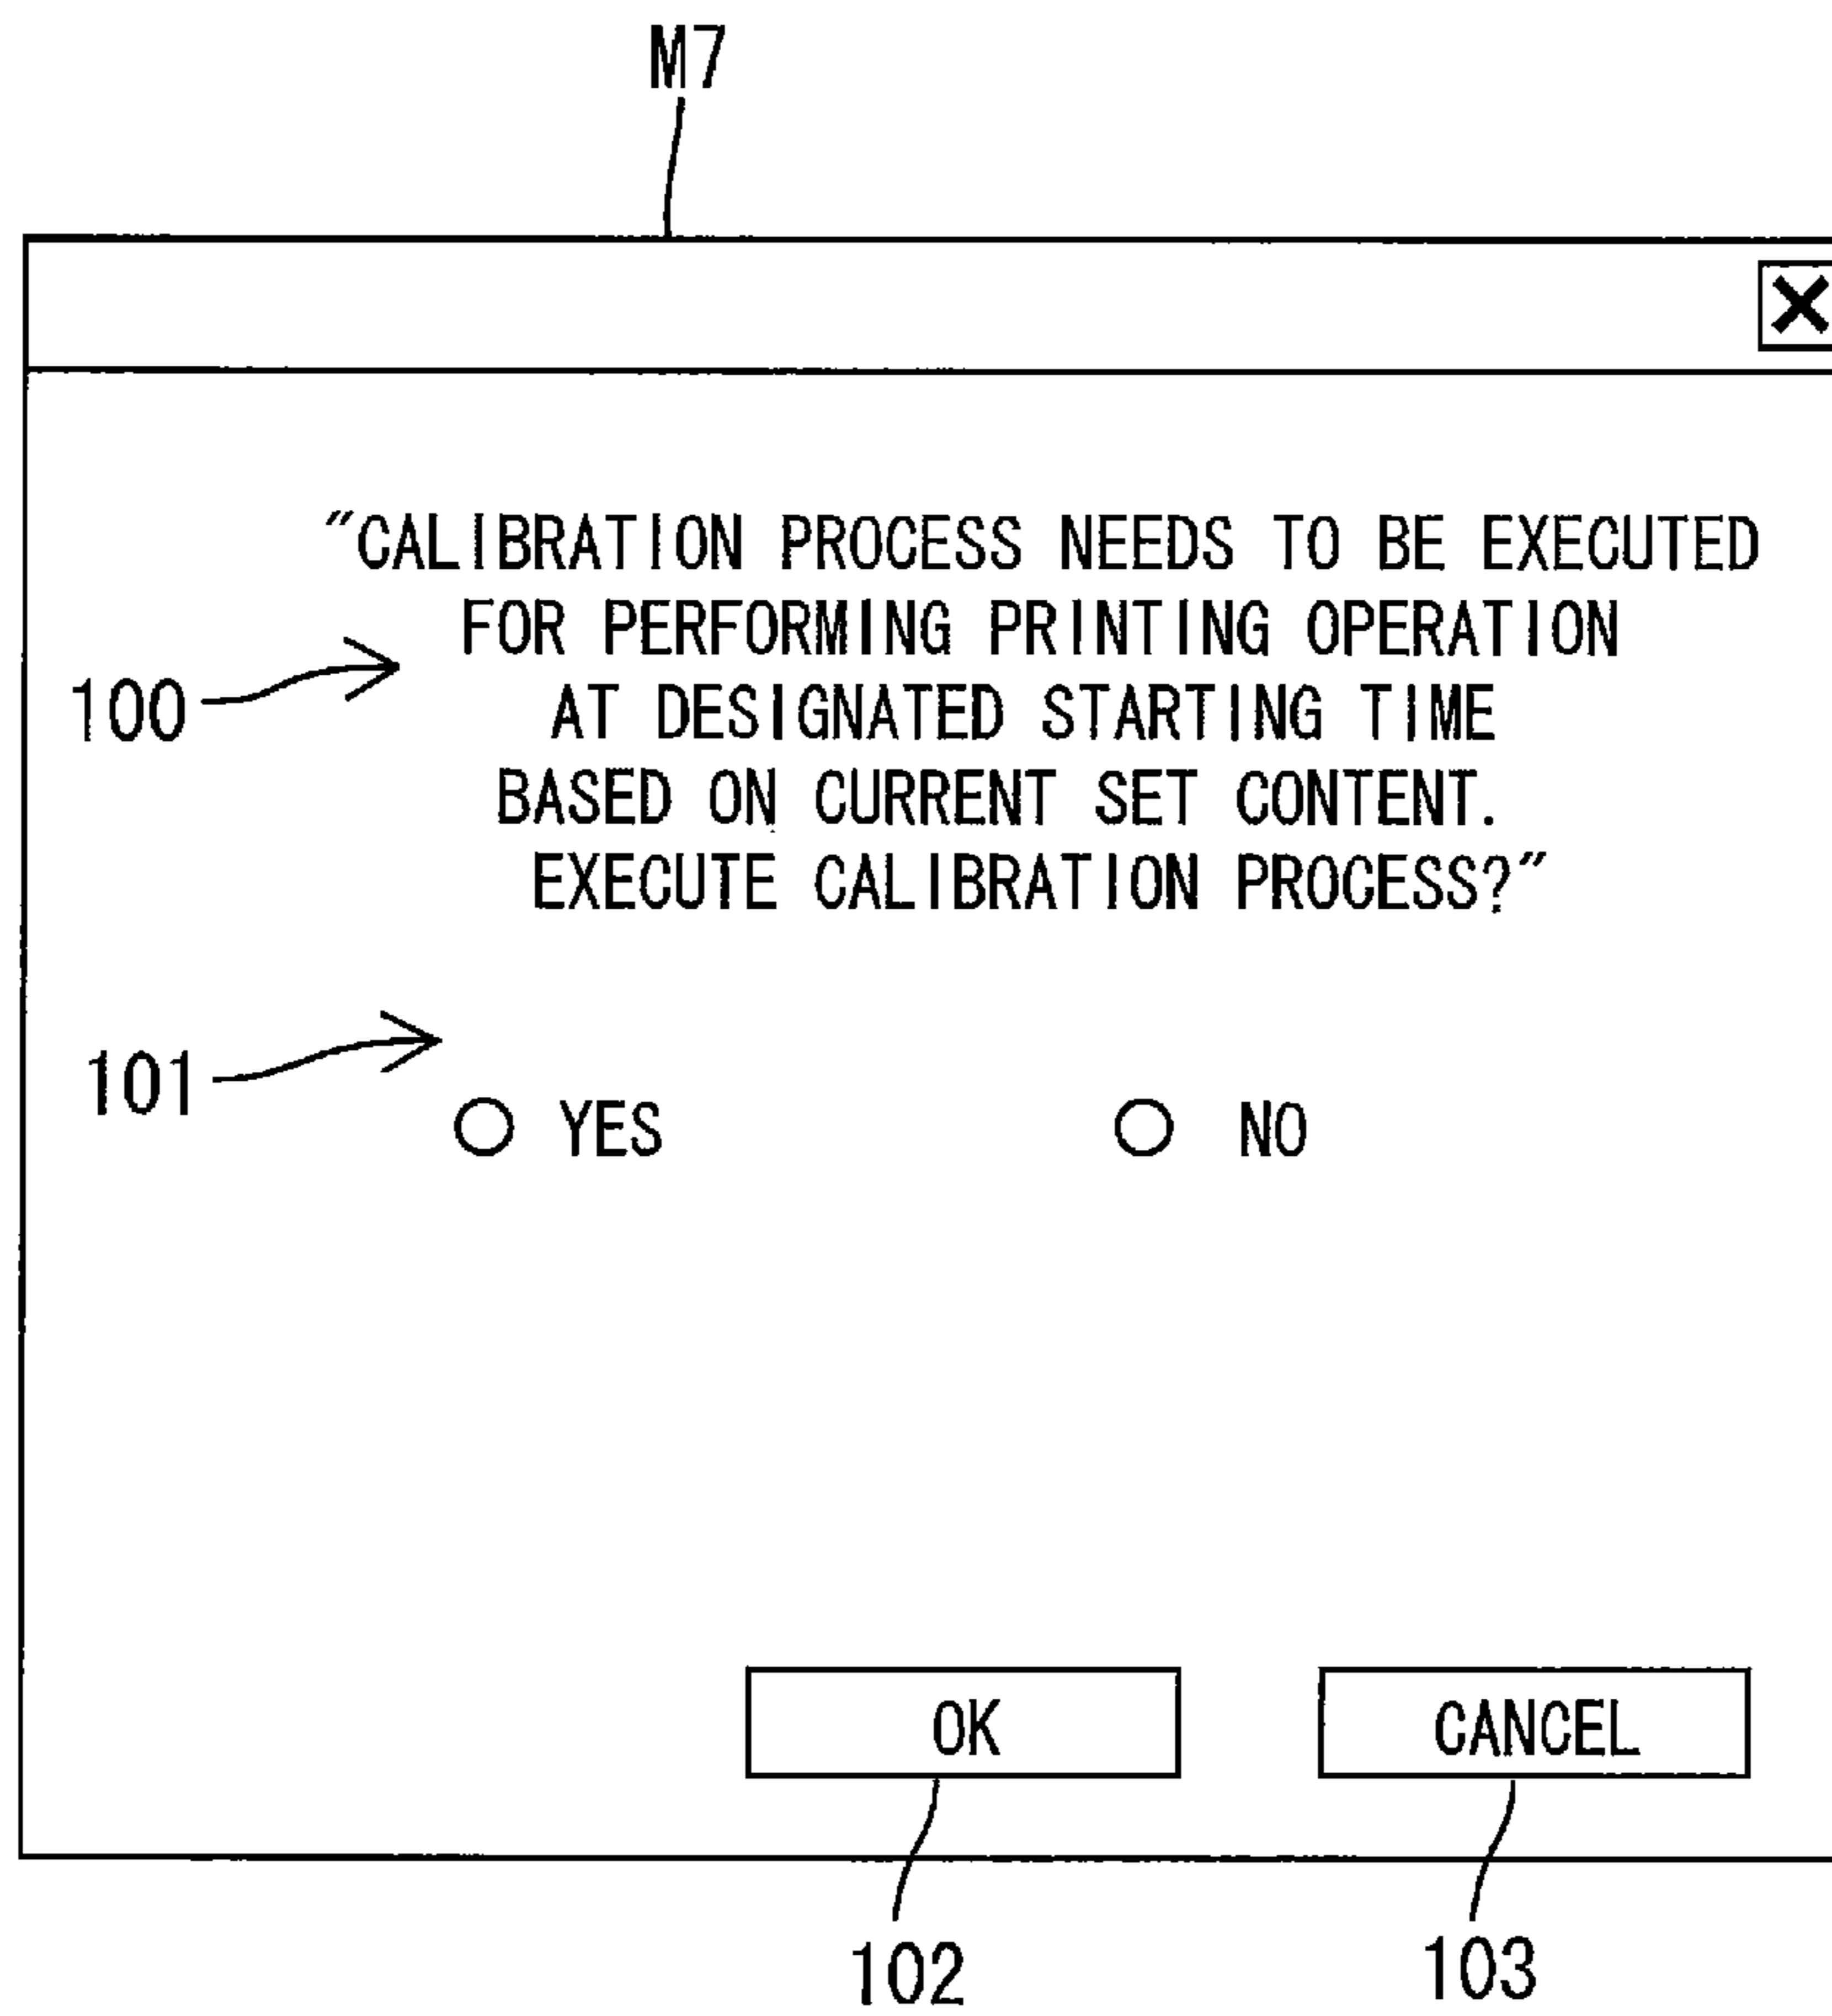 M7
"CALIBRATION PROCESS NEEDS TO BE EXECUTED
FOR PERFORMING PRINTING OPERATION
AT DESIGNATED STARTING TIME
BASED ON CURRENT SET CONTENT.
EXECUTE CALIBRATION PROCESS?"
100
101
YES NO
OK CANCEL
102 103